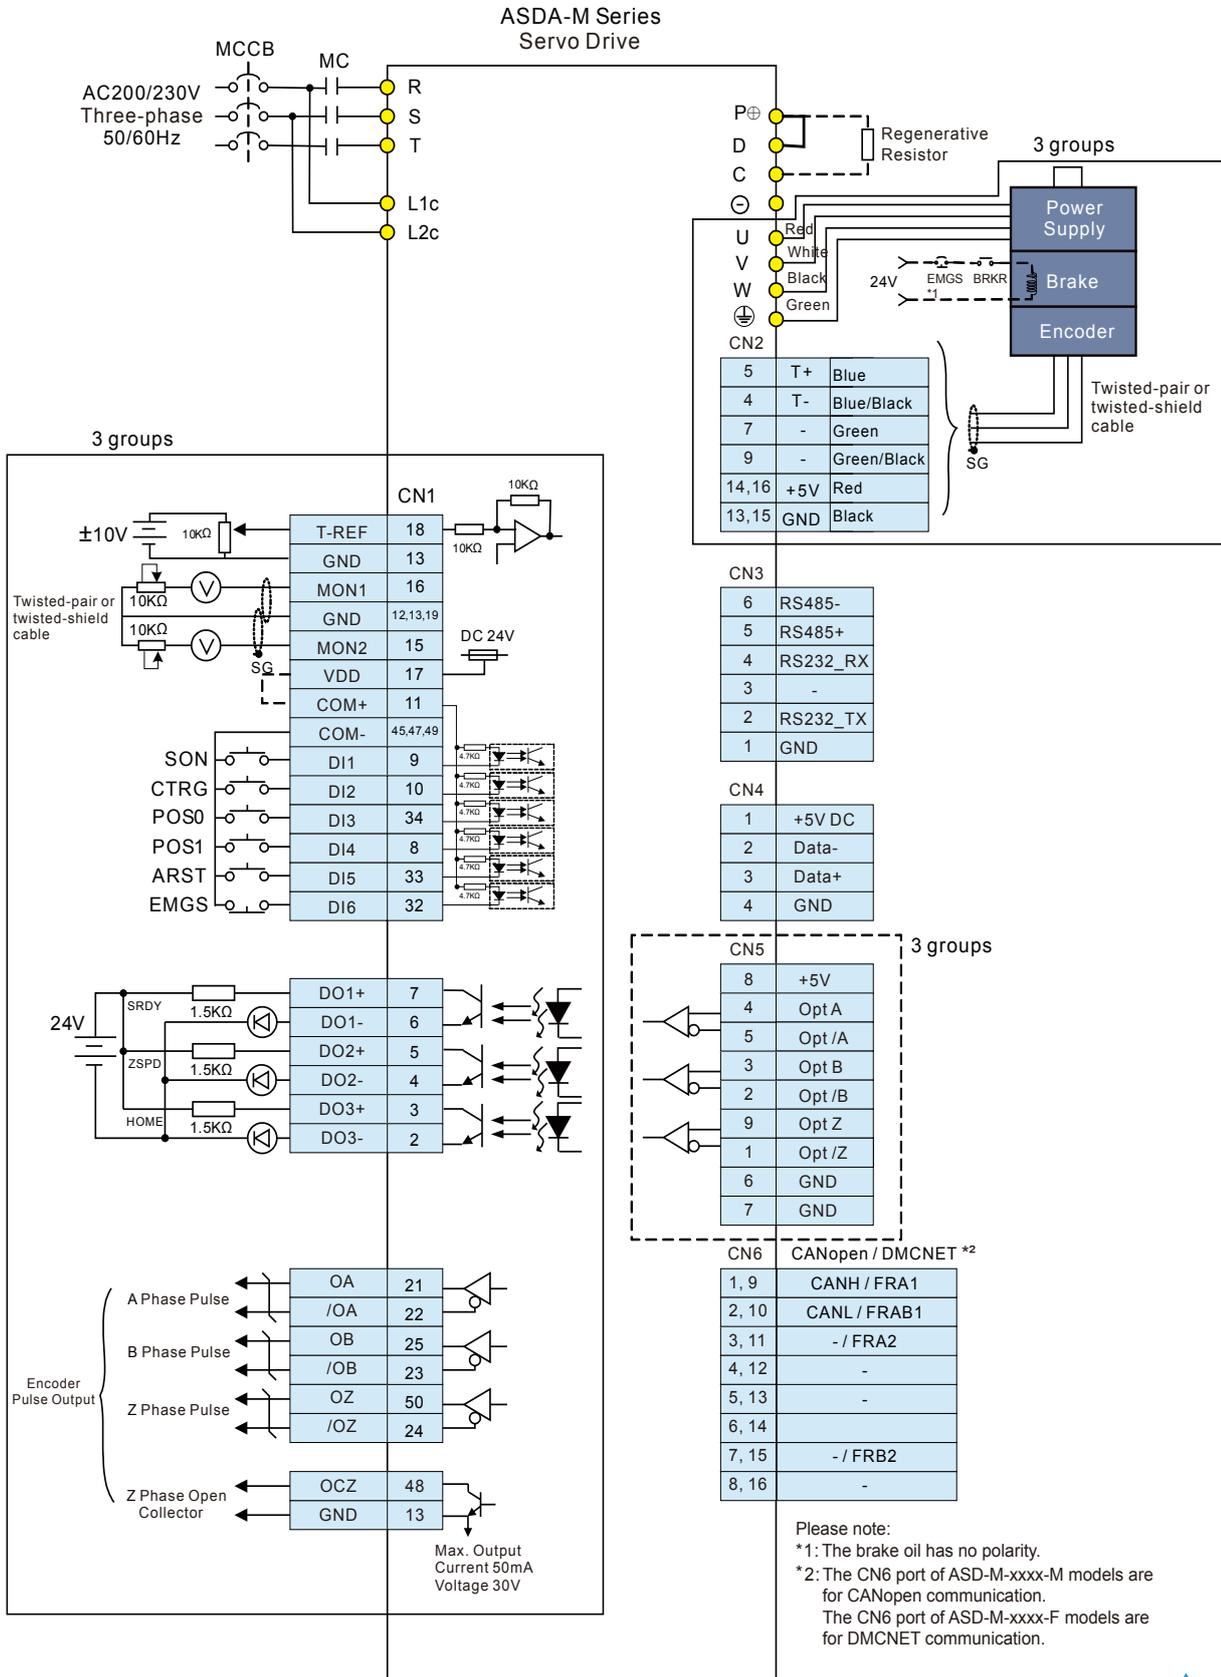 ASDA-M Series
Servo Drive
MCCB
MC
AC200/230V
Three-phase
50/60Hz
R
S
T
L1c
L2c
P⊕
D
C
⊖
U
V
W
Regenerative
Resistor
3 groups
Red
White
Black
Green
Power
Supply
Brake
Encoder
24V
EMGS
BRKR
*1
CN2
5 T+ Blue
4 T- Blue/Black
7 - Green
9 - Green/Black
14,16 +5V Red
13,15 GND Black
SG
Twisted-pair or
twisted-shield
cable
3 groups
CN1
±10V
10KΩ
T-REF 18
10KΩ
10KΩ
GND 13
MON1 16
10KΩ
V
Twisted-pair or
twisted-shield
cable
GND 12,13,19
10KΩ
V
MON2 15
SG
DC 24V
VDD 17
COM+ 11
COM- 45,47,49
SON DI1 9 4.7KΩ
CTRG DI2 10 4.7KΩ
POS0 DI3 34 4.7KΩ
POS1 DI4 8 4.7KΩ
ARST DI5 33 4.7KΩ
EMGS DI6 32 4.7KΩ
24V
SRDY
1.5KΩ
DO1+ 7
DO1- 6
ZSPD
1.5KΩ
DO2+ 5
DO2- 4
HOME
1.5KΩ
DO3+ 3
DO3- 2
Encoder
Pulse Output
A Phase Pulse
OA 21
/OA 22
B Phase Pulse
OB 25
/OB 23
Z Phase Pulse
OZ 50
/OZ 24
Z Phase Open
Collector
OCZ 48
GND 13
Max. Output
Current 50mA
Voltage 30V
CN3
6 RS485-
5 RS485+
4 RS232_RX
3 -
2 RS232_TX
1 GND
CN4
1 +5V DC
2 Data-
3 Data+
4 GND
CN5
3 groups
8 +5V
4 Opt A
5 Opt /A
3 Opt B
2 Opt /B
9 Opt Z
1 Opt /Z
6 GND
7 GND
CN6 CANopen / DMCNET *²
1, 9 CANH / FRA1
2, 10 CANL / FRAB1
3, 11 - / FRA2
4, 12 -
5, 13 -
6, 14
7, 15 - / FRB2
8, 16 -
Please note:
*1: The brake oil has no polarity.
*2: The CN6 port of ASD-M-xxxx-M models are
for CANopen communication.
The CN6 port of ASD-M-xxxx-F models are
for DMCNET communication.